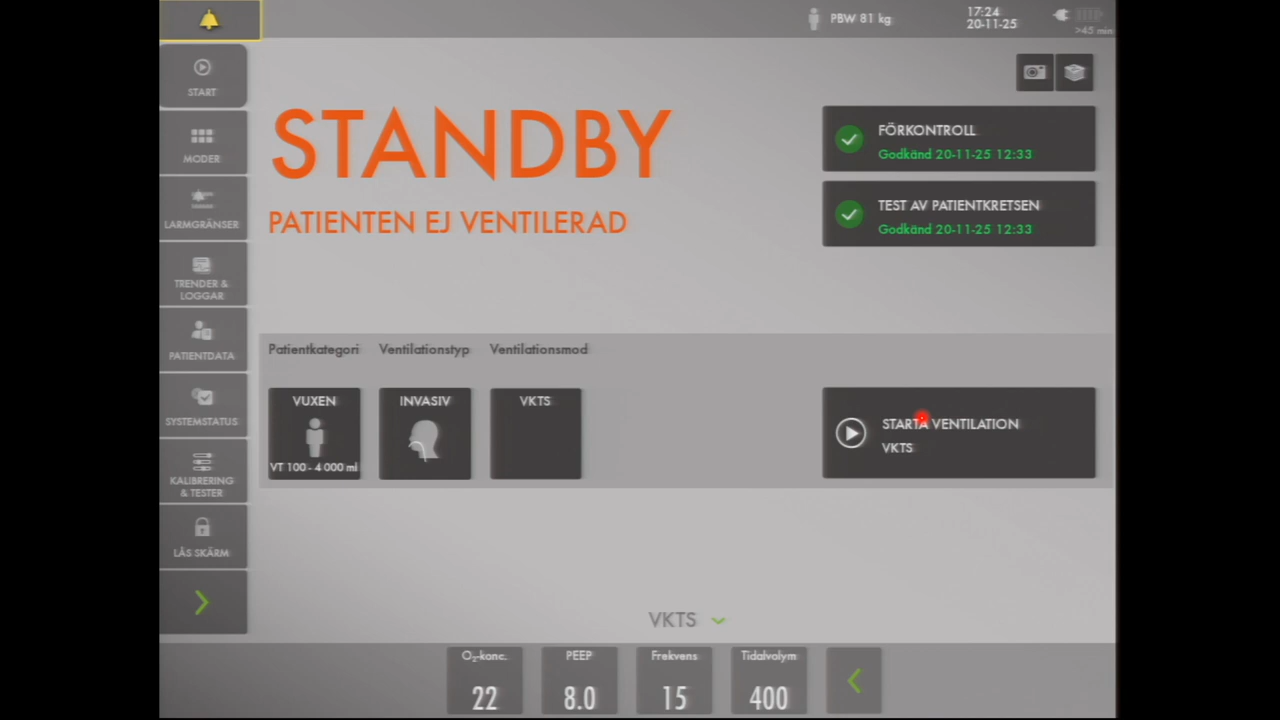 PBW 81 kg
17:24
20-11-25
>45 min
START
MODER
LARMGRÄNSER
TRENDER &
LOGGAR
PATIENTDATA
SYSTEMSTATUS
KALIBRERING
& TESTER
LÅS SKÄRM
STANDBY
PATIENTEN EJ VENTILERAD
FÖRKONTROLL
Godkänd 20-11-25 12:33
TEST AV PATIENTKRETSEN
Godkänd 20-11-25 12:33
Patientkategori Ventilationstyp Ventilationsmod
VUXEN
VT 100 - 4 000 ml
INVASIV
VKTS
STARTA VENTILATION
VKTS
VKTS
O₂-konc. PEEP Frekvens Tidalvolym
22 8.0 15 400